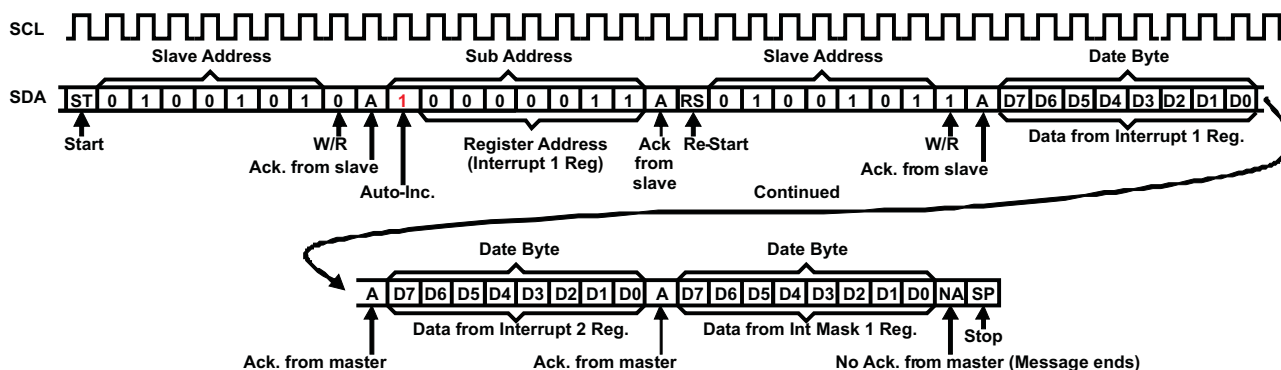 SCL
Slave Address Sub Address Slave Address Date Byte
SDA ST 0 1 0 0 1 0 1 0 A 1 0 0 0 0 0 1 1 A RS 0 1 0 0 1 0 1 1 A D7 D6 D5 D4 D3 D2 D1 D0
Start W/R Register Address Ack Re-Start W/R Data from Interrupt 1 Reg.
Ack. from slave (Interrupt 1 Reg) from Ack. from slave
slave
Auto-Inc. Continued
Date Byte Date Byte
A D7 D6 D5 D4 D3 D2 D1 D0 A D7 D6 D5 D4 D3 D2 D1 D0 NA SP
Data from Interrupt 2 Reg. Data from Int Mask 1 Reg. Stop
Ack. from master Ack. from master No Ack. from master (Message ends)